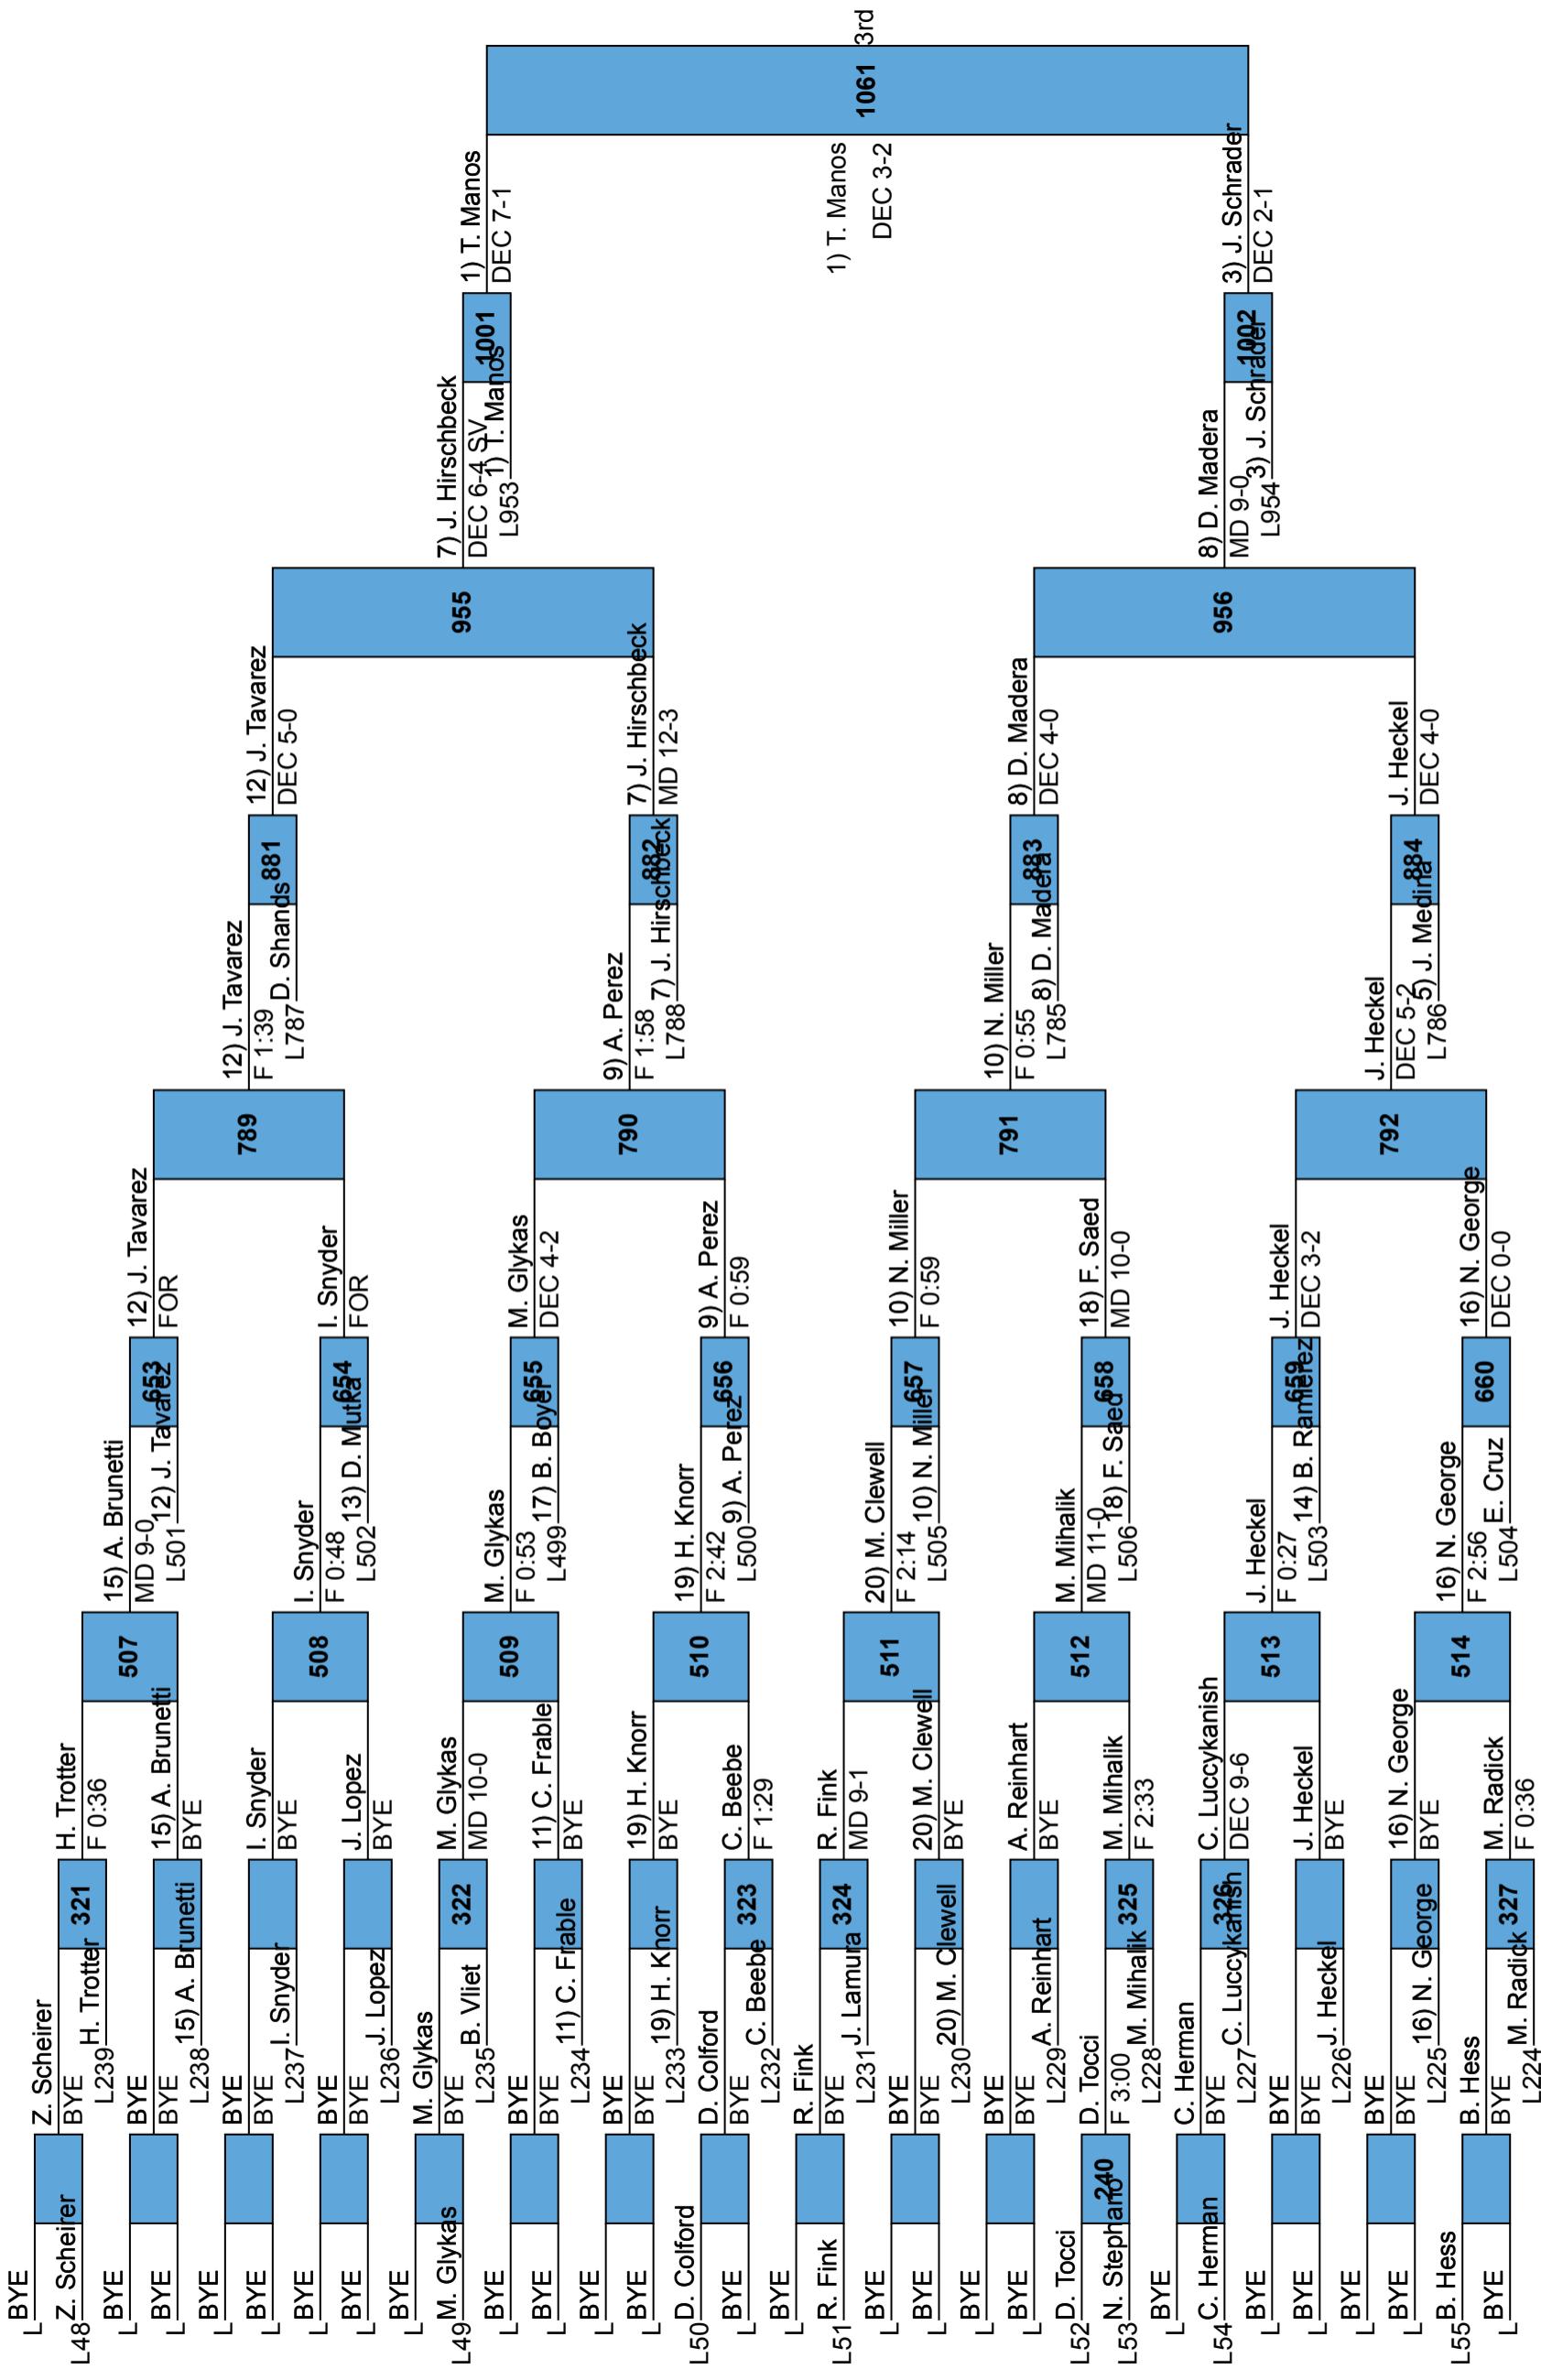 L BYE
L48 Z. Scheirer
L BYE
L BYE
L BYE
L BYE
L BYE
L BYE
L BYE
L49 M. Glykas
L BYE
L BYE
L BYE
L BYE
L50 D. Colford
L BYE
L BYE
L51 R. Fink
L BYE
L BYE
L BYE
L BYE
L52 D. Tocci
L53 N. Stephano
L BYE
L54 C. Herman
L BYE
L BYE
L BYE
L BYE
L55 B. Hess
L BYE
240
Z. Scheirer
BYE
L239 H. Trotter
BYE
BYE
L238 15) A. Brunetti
BYE
BYE
L237 I. Snyder
BYE
BYE
L236 J. Lopez
M. Glykas
BYE
L235 B. Vliet
BYE
BYE
L234 11) C. Frable
BYE
BYE
L233 19) H. Knorr
D. Colford
BYE
L232 C. Beebe
R. Fink
BYE
L231 J. Lamura
BYE
BYE
L230 20) M. Clewell
BYE
BYE
L229 A. Reinhart
D. Tocci
F 3:00
L228 M. Mihalik
C. Herman
BYE
L227 C. Luccykanish
BYE
BYE
L226 J. Heckel
BYE
BYE
L225 16) N. George
B. Hess
BYE
L224 M. Radick
321
322
323
324
325
326
327
H. Trotter
F 0:36
15) A. Brunetti
BYE
I. Snyder
BYE
J. Lopez
BYE
M. Glykas
MD 10-0
11) C. Frable
BYE
19) H. Knorr
BYE
C. Beebe
F 1:29
R. Fink
MD 9-1
20) M. Clewell
BYE
A. Reinhart
BYE
M. Mihalik
F 2:33
C. Luccykanish
DEC 9-6
J. Heckel
BYE
16) N. George
BYE
M. Radick
F 0:36
507
508
509
510
511
512
513
514
15) A. Brunetti
MD 9-0
L501 12) J. Tavarez
I. Snyder
F 0:48
L502 13) D. Mutka
M. Glykas
F 0:53
L499 17) B. Boyer
19) H. Knorr
F 2:42
L500 9) A. Perez
20) M. Clewell
F 2:14
L505 10) N. Miller
M. Mihalik
MD 11-0
L506 18) F. Saed
J. Heckel
F 0:27
L503 14) B. Ramierez
16) N. George
F 2:56
L504 E. Cruz
653
654
655
656
657
658
659
660
12) J. Tavarez
FOR
I. Snyder
FOR
M. Glykas
DEC 4-2
9) A. Perez
F 0:59
10) N. Miller
F 0:59
18) F. Saed
MD 10-0
J. Heckel
DEC 3-2
16) N. George
DEC 0-0
789
790
791
792
12) J. Tavarez
F 1:39
L787 D. Shands
9) A. Perez
F 1:58
L788 7) J. Hirschbeck
10) N. Miller
F 0:55
L785 8) D. Madera
J. Heckel
DEC 5-2
L786 5) J. Medina
881
882
883
884
12) J. Tavarez
DEC 5-0
7) J. Hirschbeck
MD 12-3
8) D. Madera
DEC 4-0
J. Heckel
DEC 4-0
955
956
7) J. Hirschbeck
DEC 6-4 SV
L953 1) T. Manos
8) D. Madera
MD 9-0
L954 3) J. Schrader
1001
1002
1) T. Manos
DEC 7-1
3) J. Schrader
DEC 2-1
1) T. Manos
DEC 3-2
1061
3rd